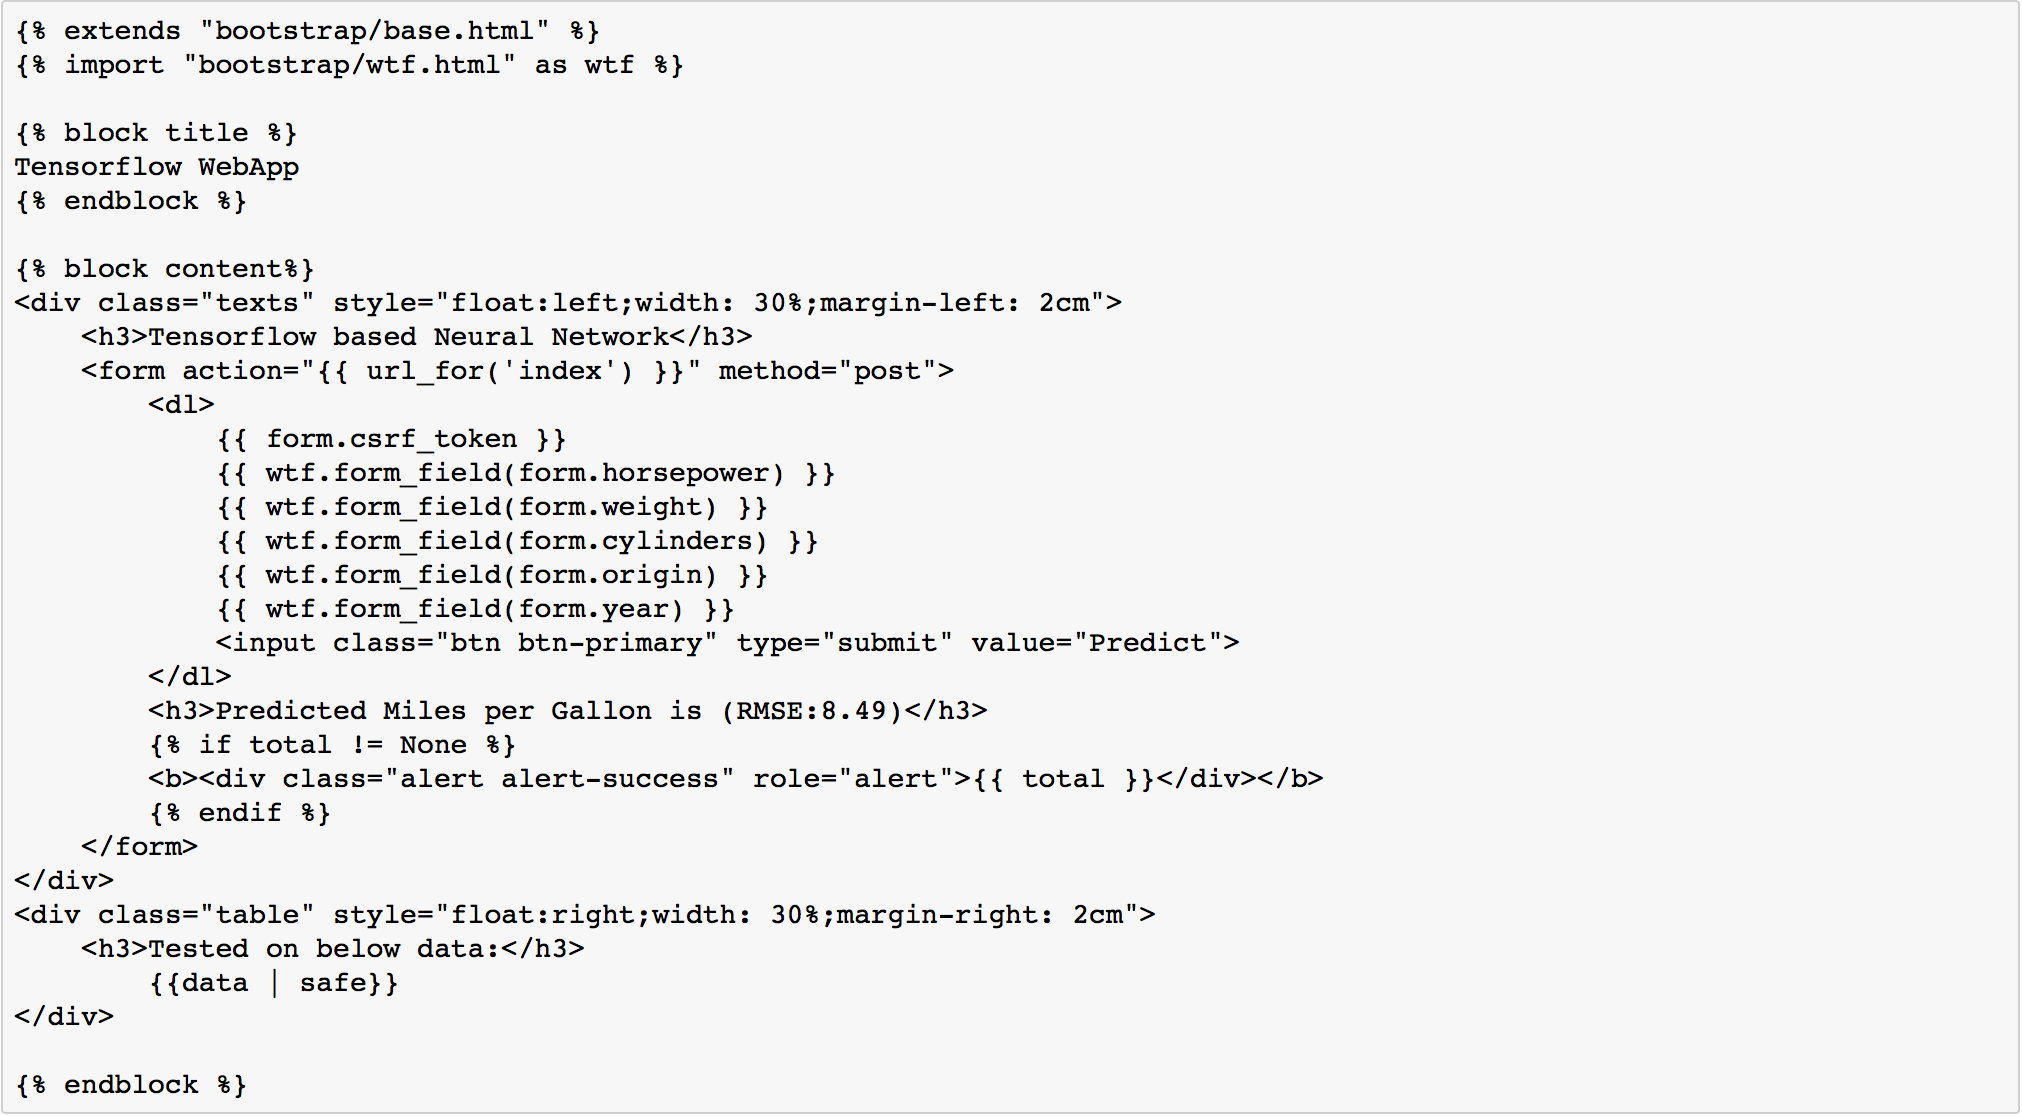 {% extends "bootstrap/base.html" %}
{% import "bootstrap/wtf.html" as wtf %}

{% block title %}
Tensorflow WebApp
{% endblock %}

{% block content%}
<div class="texts" style="float:left;width: 30%;margin-left: 2cm">
    <h3>Tensorflow based Neural Network</h3>
    <form action="{{ url_for('index') }}" method="post">
        <dl>
            {{ form.csrf_token }}
            {{ wtf.form_field(form.horsepower) }}
            {{ wtf.form_field(form.weight) }}
            {{ wtf.form_field(form.cylinders) }}
            {{ wtf.form_field(form.origin) }}
            {{ wtf.form_field(form.year) }}
            <input class="btn btn-primary" type="submit" value="Predict">
        </dl>
        <h3>Predicted Miles per Gallon is (RMSE:8.49)</h3>
        {% if total != None %}
        <b><div class="alert alert-success" role="alert">{{ total }}</div></b>
        {% endif %}
    </form>
</div>
<div class="table" style="float:right;width: 30%;margin-right: 2cm">
    <h3>Tested on below data:</h3>
        {{data | safe}}
</div>

{% endblock %}